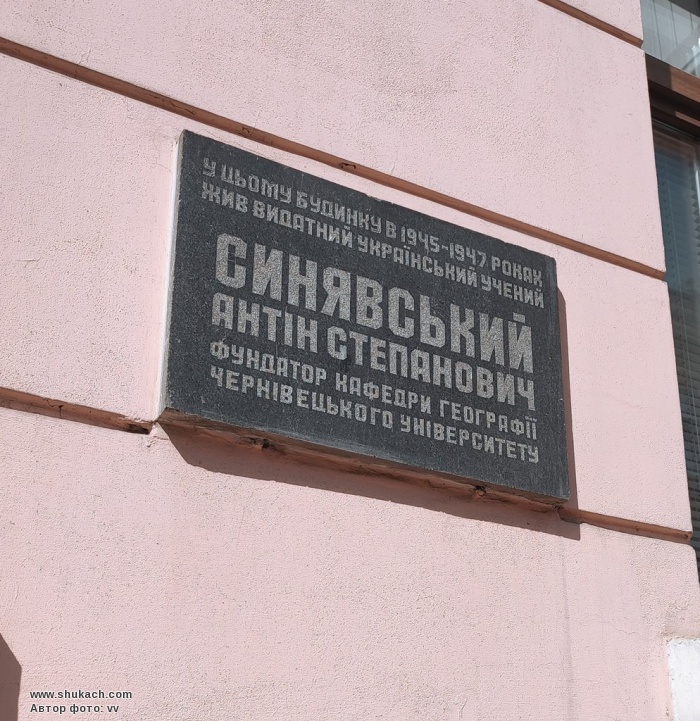 У ЦЬОМУ БУДИНКУ В 1945-1947 РОКАХ
ЖИВ ВИДАТНИЙ УКРАЇНСЬКИЙ УЧЕНИЙ
СИНЯВСЬКИЙ
АНТІН СТЕПАНОВИЧ
ФУНДАТОР КАФЕДРИ ГЕОГРАФІЇ
ЧЕРНІВЕЦЬКОГО УНІВЕРСИТЕТУ
www.shukach.com
Автор фото: vv